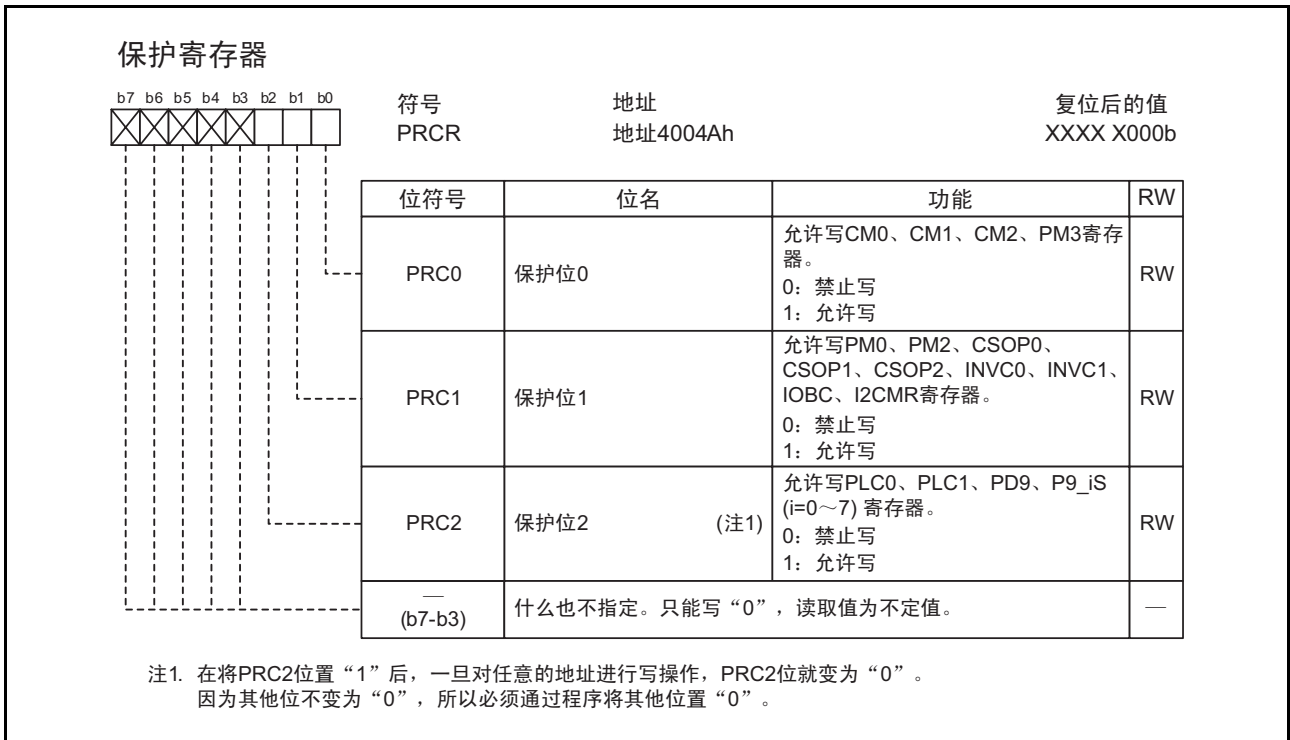 保护寄存器
b7 b6 b5 b4 b3 b2 b1 b0
符号 地址 复位后的值
PRCR 地址4004Ah XXXX X000b
位符号 位名 功能 RW
PRC0 保护位0 RW
允许写CM0、CM1、CM2、PM3寄存
器。
0：禁止写
1：允许写
PRC1 保护位1 RW
允许写PM0、PM2、CSOP0、
CSOP1、CSOP2、INVC0、INVC1、
IOBC、I2CMR寄存器。
0：禁止写
1：允许写
PRC2 保护位2 (注1) RW
允许写PLC0、PLC1、PD9、P9_iS
(i=0～7) 寄存器。
0：禁止写
1：允许写
—
(b7-b3) 什么也不指定。只能写“0”，读取值为不定值。 —
注1. 在将PRC2位置“1”后，一旦对任意的地址进行写操作，PRC2位就变为“0”。
因为其他位不变为“0”，所以必须通过程序将其他位置“0”。